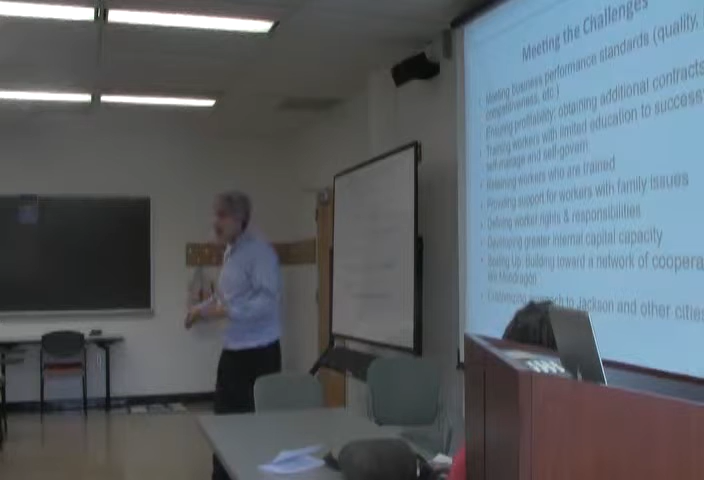 Meeting the Challenges
Meeting business performance standards (quality,
competitiveness, etc.)
Ensuring profitability: obtaining additional contracts
Training workers with limited education to success
self-manage and self-govern
Retaining workers who are trained
Providing support for workers with family issues
Defining worker rights & responsibilities
Developing greater internal capital capacity
Scaling Up: Building toward a network of coopera
like Mondragon
to Jackson and other cities